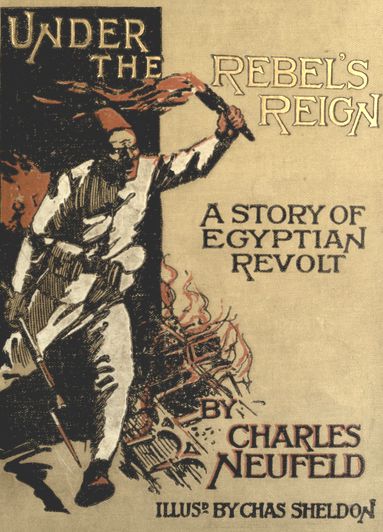 UNDER
THE
REBEL'S
REIGN
A STORY OF
EGYPTIAN
REVOLT
BY
CHARLES
NEUFELD
ILLUSD BY CHAS SHELDON